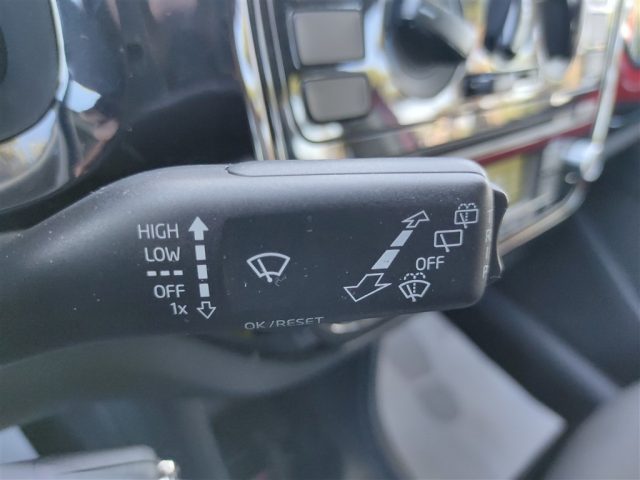 HIGH
LOW
---
OFF
1x
OFF
OK/RESET